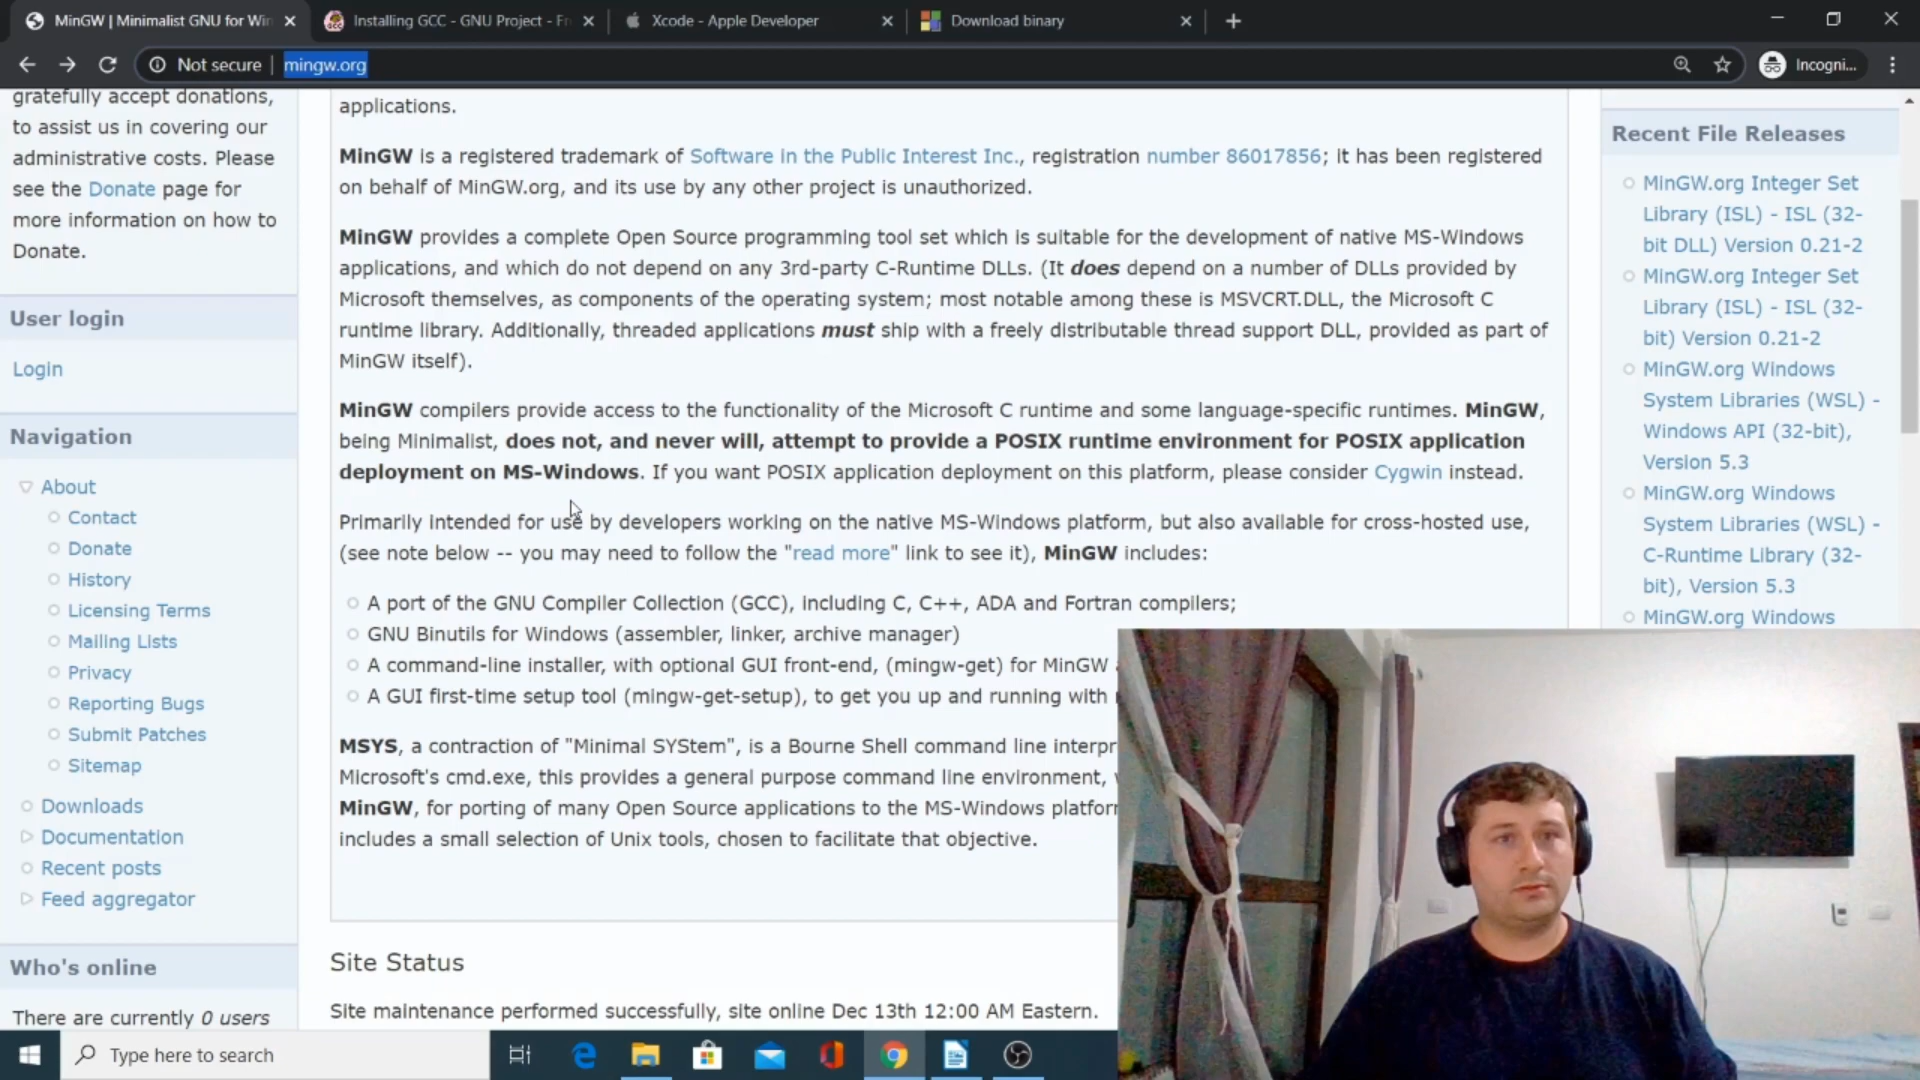 MinGW | Minimalist GNU for Win
Installing GCC - GNU Project - Fr
Xcode - Apple Developer
Download binary
Not secure
mingw.org
Incogni...
gratefully accept donations,
to assist us in covering our
administrative costs. Please
see the Donate page for
more information on how to
Donate.
User login
Login
Navigation
About
Contact
Donate
History
Licensing Terms
Mailing Lists
Privacy
Reporting Bugs
Submit Patches
Sitemap
Downloads
Documentation
Recent posts
Feed aggregator
Who's online
There are currently 0 users
applications.
MinGW is a registered trademark of Software in the Public Interest Inc., registration number 86017856; it has been registered
on behalf of MinGW.org, and its use by any other project is unauthorized.
MinGW provides a complete Open Source programming tool set which is suitable for the development of native MS-Windows
applications, and which do not depend on any 3rd-party C-Runtime DLLs. (It does depend on a number of DLLs provided by
Microsoft themselves, as components of the operating system; most notable among these is MSVCRT.DLL, the Microsoft C
runtime library. Additionally, threaded applications must ship with a freely distributable thread support DLL, provided as part of
MinGW itself).
MinGW compilers provide access to the functionality of the Microsoft C runtime and some language-specific runtimes. MinGW,
being Minimalist, does not, and never will, attempt to provide a POSIX runtime environment for POSIX application
deployment on MS-Windows. If you want POSIX application deployment on this platform, please consider Cygwin instead.
Primarily intended for use by developers working on the native MS-Windows platform, but also available for cross-hosted use,
(see note below -- you may need to follow the "read more" link to see it), MinGW includes:
A port of the GNU Compiler Collection (GCC), including C, C++, ADA and Fortran compilers;
GNU Binutils for Windows (assembler, linker, archive manager)
A command-line installer, with optional GUI front-end, (mingw-get) for MinGW
A GUI first-time setup tool (mingw-get-setup), to get you up and running with
MSYS, a contraction of "Minimal SYStem", is a Bourne Shell command line interpr
Microsoft's cmd.exe, this provides a general purpose command line environment,
MinGW, for porting of many Open Source applications to the MS-Windows platforr
includes a small selection of Unix tools, chosen to facilitate that objective.
Site Status
Site maintenance performed successfully, site online Dec 13th 12:00 AM Eastern.
Recent File Releases
MinGW.org Integer Set
Library (ISL) - ISL (32-
bit DLL) Version 0.21-2
MinGW.org Integer Set
Library (ISL) - ISL (32-
bit) Version 0.21-2
MinGW.org Windows
System Libraries (WSL) -
Windows API (32-bit),
Version 5.3
MinGW.org Windows
System Libraries (WSL) -
C-Runtime Library (32-
bit), Version 5.3
MinGW.org Windows
Type here to search